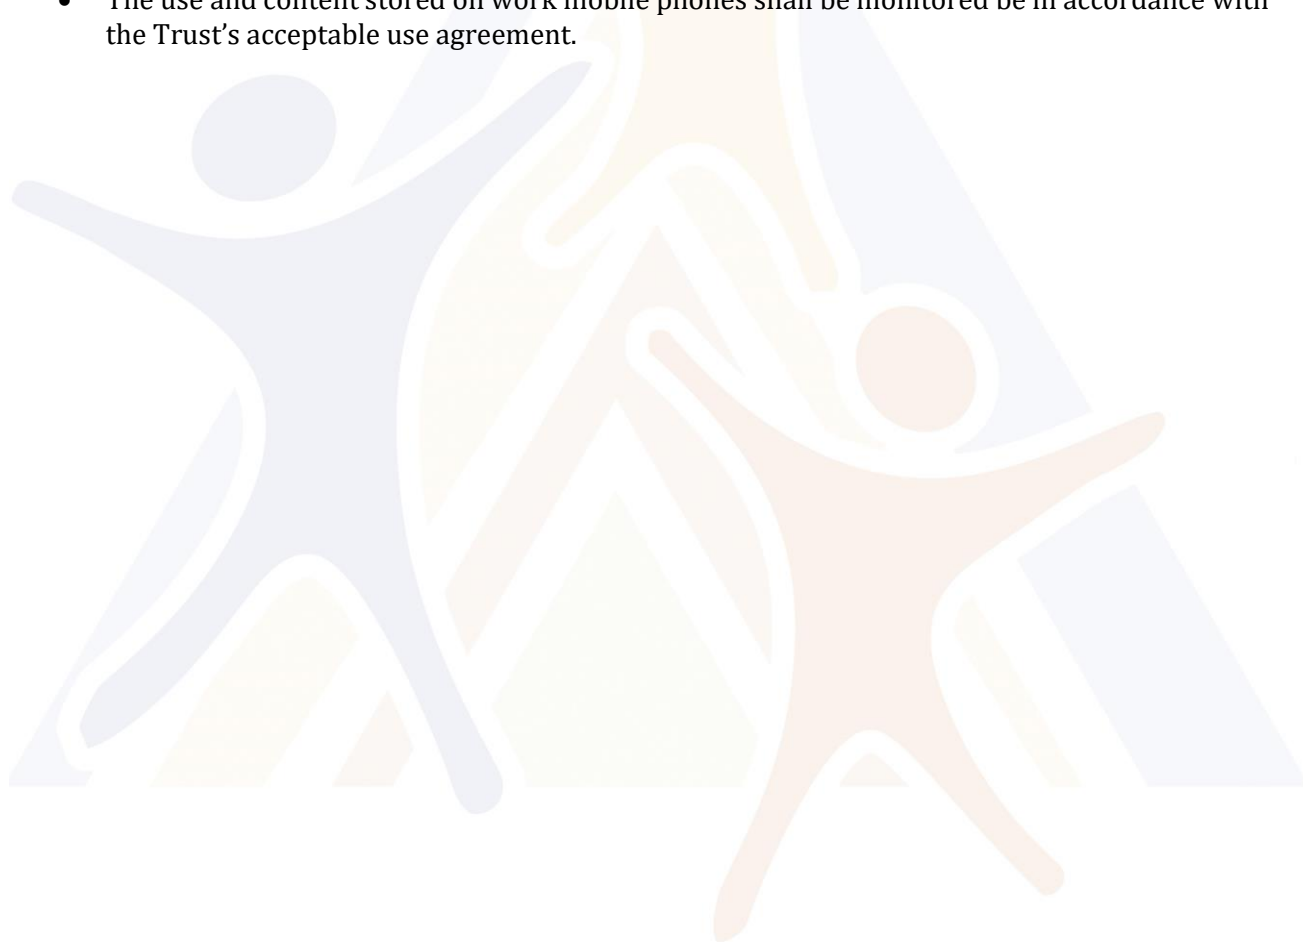 • The use and content stored on work mobile phones shall be monitored be in accordance with
the Trust’s acceptable use agreement.